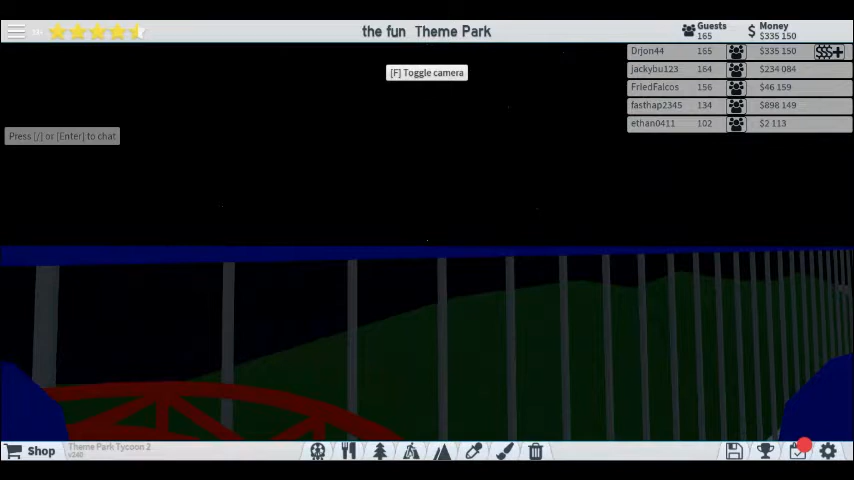 the fun Theme Park
Guests
165
Money
$335 150
Drjon44 165 $335 150 $$$+
jackybu123 164 $234 084
FriedFalcos 156 $46 159
fasthap2345 134 $898 149
ethan0411 102 $2 113
[F] Toggle camera
Press [/] or [Enter] to chat
Shop
Theme Park Tycoon 2
v240